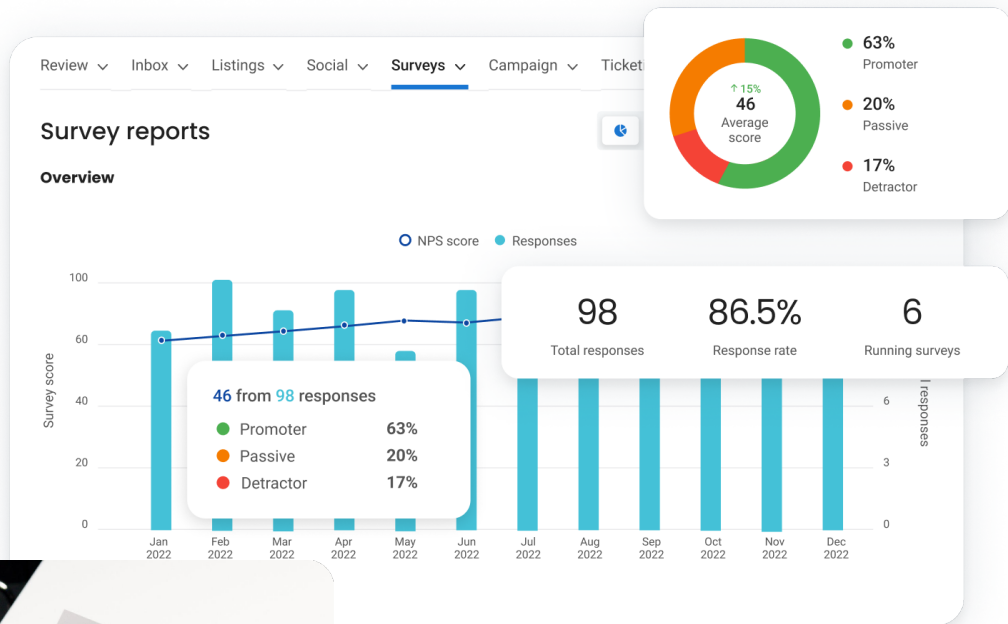 Review Inbox Listings Social Surveys Campaign
Survey reports
Overview
NPS score Responses
↑ 15%
46
Average
score
63%
Promoter
20%
Passive
17%
Detractor
98
Total responses
86.5%
Response rate
6
Running surveys
Survey score
100
60
40
20
0
46 from 98 responses
Promoter 63%
Passive 20%
Detractor 17%
responses
6
3
0
Jan
2022
Feb
2022
Mar
2022
Apr
2022
May
2022
Jun
2022
Jul
2022
Aug
2022
Sep
2022
Oct
2022
Nov
2022
Dec
2022